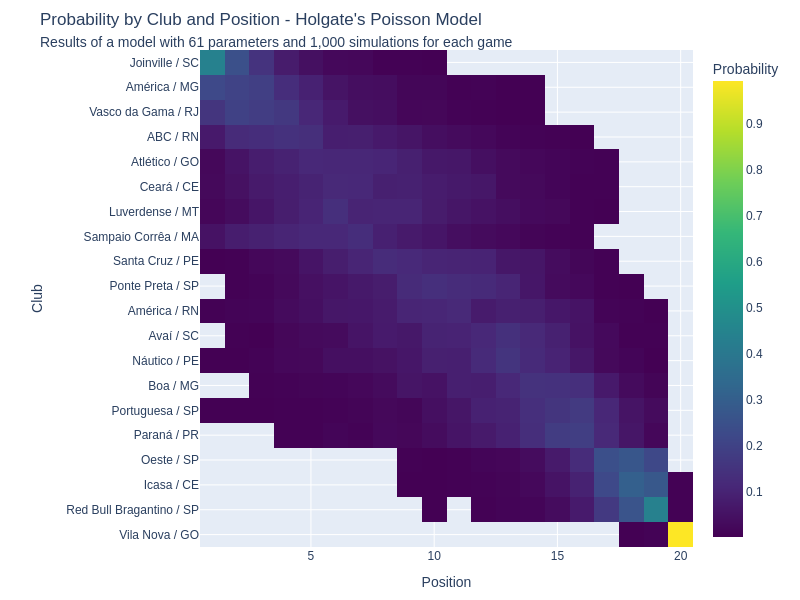 Probability by Club and Position - Holgate's Poisson Model
Results of a model with 61 parameters and 1,000 simulations for each game
Probability
Joinville / SC
América / MG
Vasco da Gama / RJ
ABC / RN
Atlético / GO
Ceará / CE
Luverdense / MT
Sampaio Corrêa / MA
Santa Cruz / PE
Ponte Preta / SP
América / RN
Avaí / SC
Náutico / PE
Boa / MG
Portuguesa / SP
Paraná / PR
Oeste / SP
Icasa / CE
Red Bull Bragantino / SP
Vila Nova / GO
Club
5
10
15
20
Position
0.9
0.8
0.7
0.6
0.5
0.4
0.3
0.2
0.1